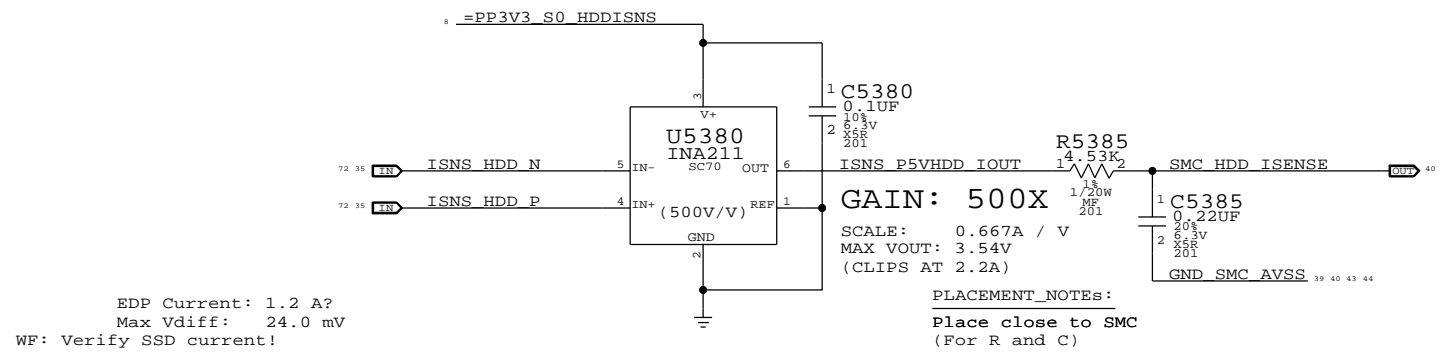 8 =PP3V3_S0_HDDISNS
3
V+
U5380
INA211
SC70
(500V/V)
72 35 IN ISNS_HDD_N 5 IN-
72 35 IN ISNS_HDD_P 4 IN+
OUT 6 ISNS_P5VHDD_IOUT
REF 1
GND
2
1 C5380
0.1UF
10%
2 6.3V
X5R
201
R5385
4.53K
1 2
1%
1/20W
MF
201
SMC_HDD_ISENSE OUT 40
1 C5385
0.22UF
20%
2 6.3V
X5R
201
GND_SMC_AVSS 39 40 43 44
GAIN: 500X
SCALE: 0.667A / V
MAX VOUT: 3.54V
(CLIPS AT 2.2A)
PLACEMENT_NOTEs:
Place close to SMC
(For R and C)
EDP Current: 1.2 A?
Max Vdiff: 24.0 mV
WF: Verify SSD current!